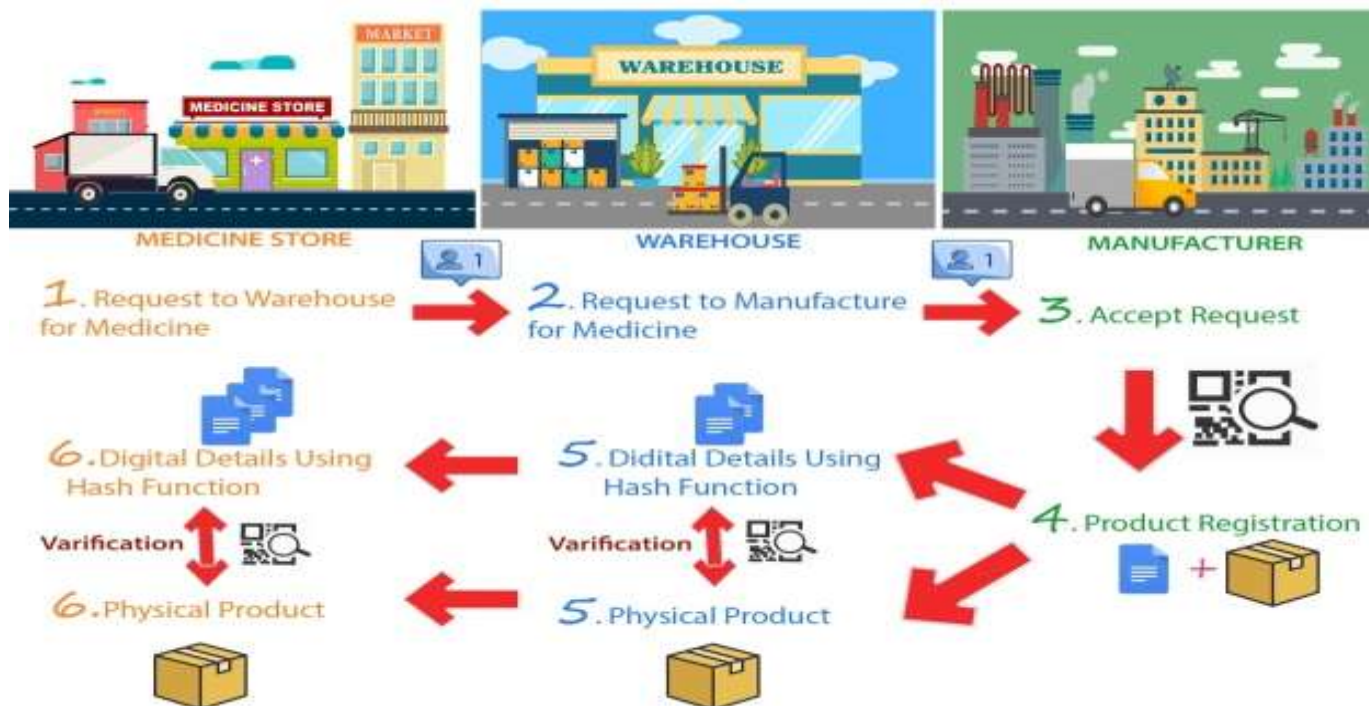 MARKET
MEDICINE STORE
WAREHOUSE
MEDICINE STORE
WAREHOUSE
MANUFACTURER
1
1
1. Request to Warehouse
for Medicine
2. Request to Manufacture
for Medicine
3. Accept Request
6. Digital Details Using
Hash Function
5. Didital Details Using
Hash Function
4. Product Registration
+
Varification
Varification
6. Physical Product
5. Physical Product